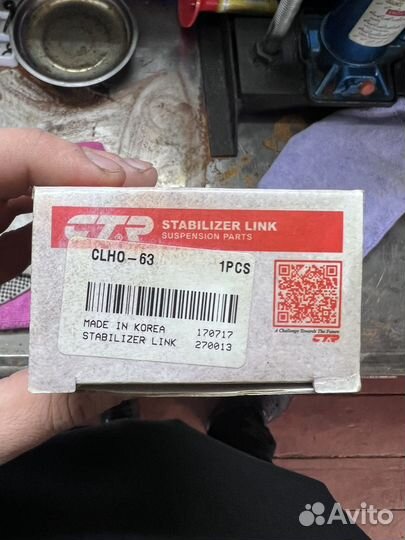 CTR STABILIZER LINK
SUSPENSION PARTS
CLHO-63 1PCS
MADE IN KOREA 170717
STABILIZER LINK 270013
A Challenge Towards The Future
CTR
Avito